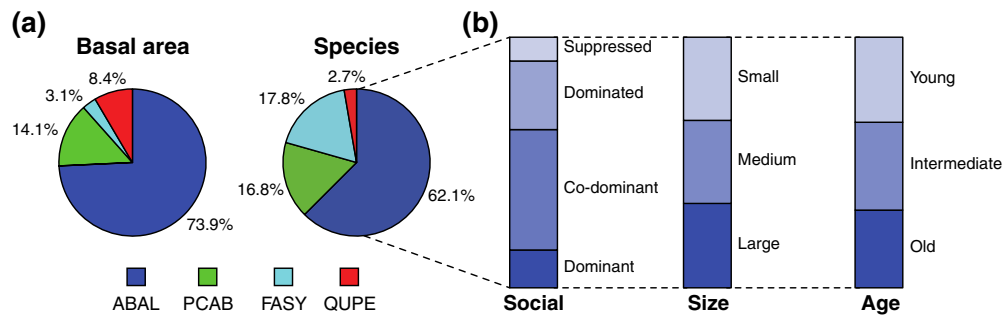 (a)
Basal area
8.4%
3.1%
14.1%
73.9%
Species
2.7%
17.8%
16.8%
62.1%
ABAL
PCAB
FASY
QUPE
(b)
Suppressed
Dominated
Co-dominant
Dominant
Social
Small
Medium
Large
Size
Young
Intermediate
Old
Age